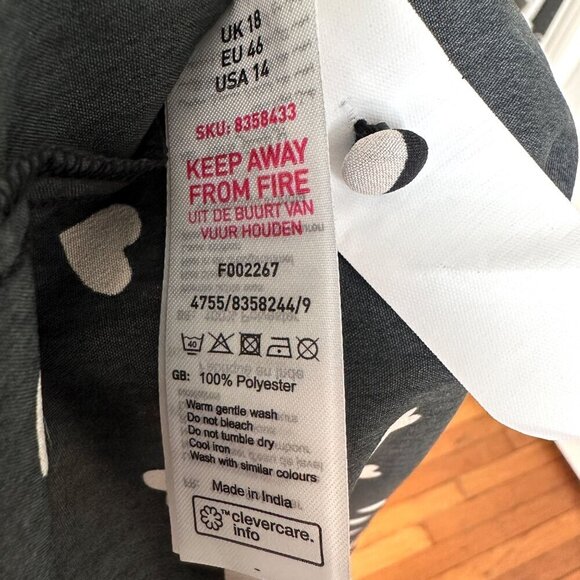 UK 18
EU 46
USA 14
SKU: 8358433
KEEP AWAY
FROM FIRE
UIT DE BUURT VAN
VUUR HOUDEN
F002267
4755/8358244/9
40
GB: 100% Polyester
Warm gentle wash
Do not bleach
Do not tumble dry
Cool iron
Wash with similar colours
Made in India
™clevercare.
info